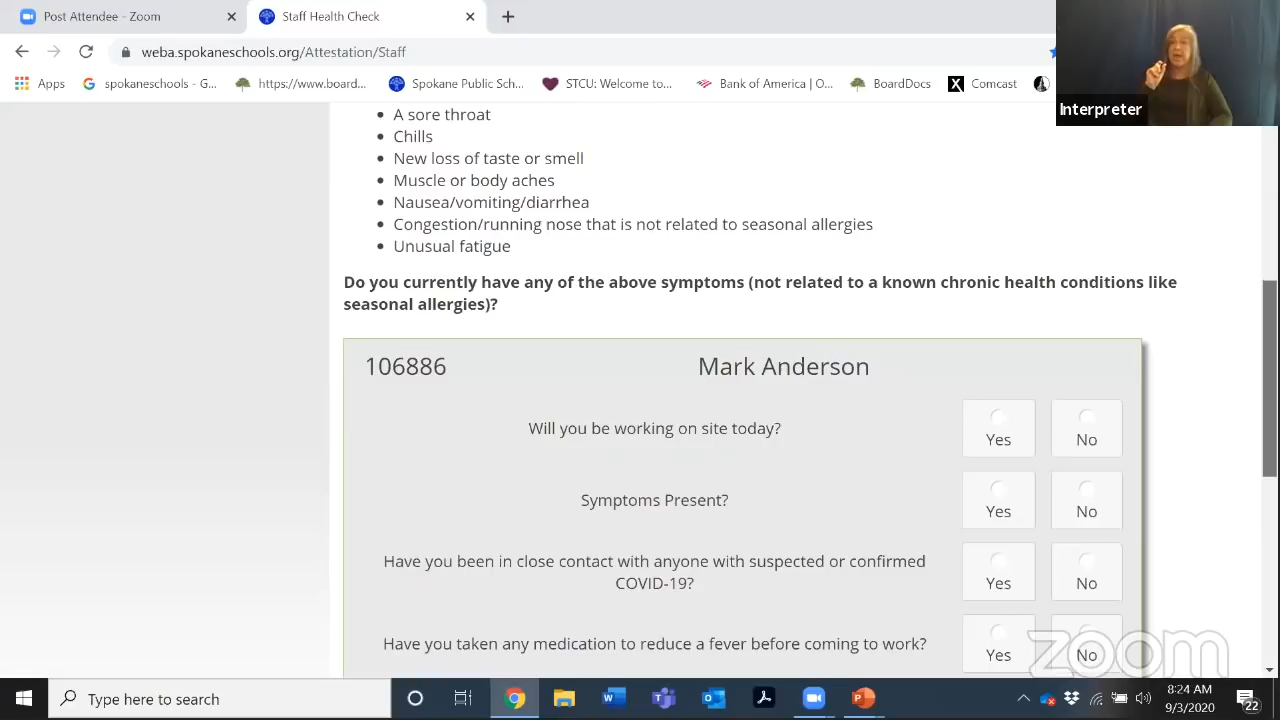 Post Attendee - Zoom
Staff Health Check
weba.spokaneschools.org/Attestation/Staff
Apps
spokaneschools - G...
https://www.board...
Spokane Public Sch...
STCU: Welcome to...
Bank of America | O...
BoardDocs
X
Comcast
Interpreter
A sore throat
Chills
New loss of taste or smell
Muscle or body aches
Nausea/vomiting/diarrhea
Congestion/running nose that is not related to seasonal allergies
Unusual fatigue
Do you currently have any of the above symptoms (not related to a known chronic health conditions like
seasonal allergies)?
106886 Mark Anderson
Will you be working on site today? Yes No
Symptoms Present? Yes No
Have you been in close contact with anyone with suspected or confirmed
COVID-19? Yes No
Have you taken any medication to reduce a fever before coming to work? Yes No
zoom
Type here to search
8:24 AM
9/3/2020
22